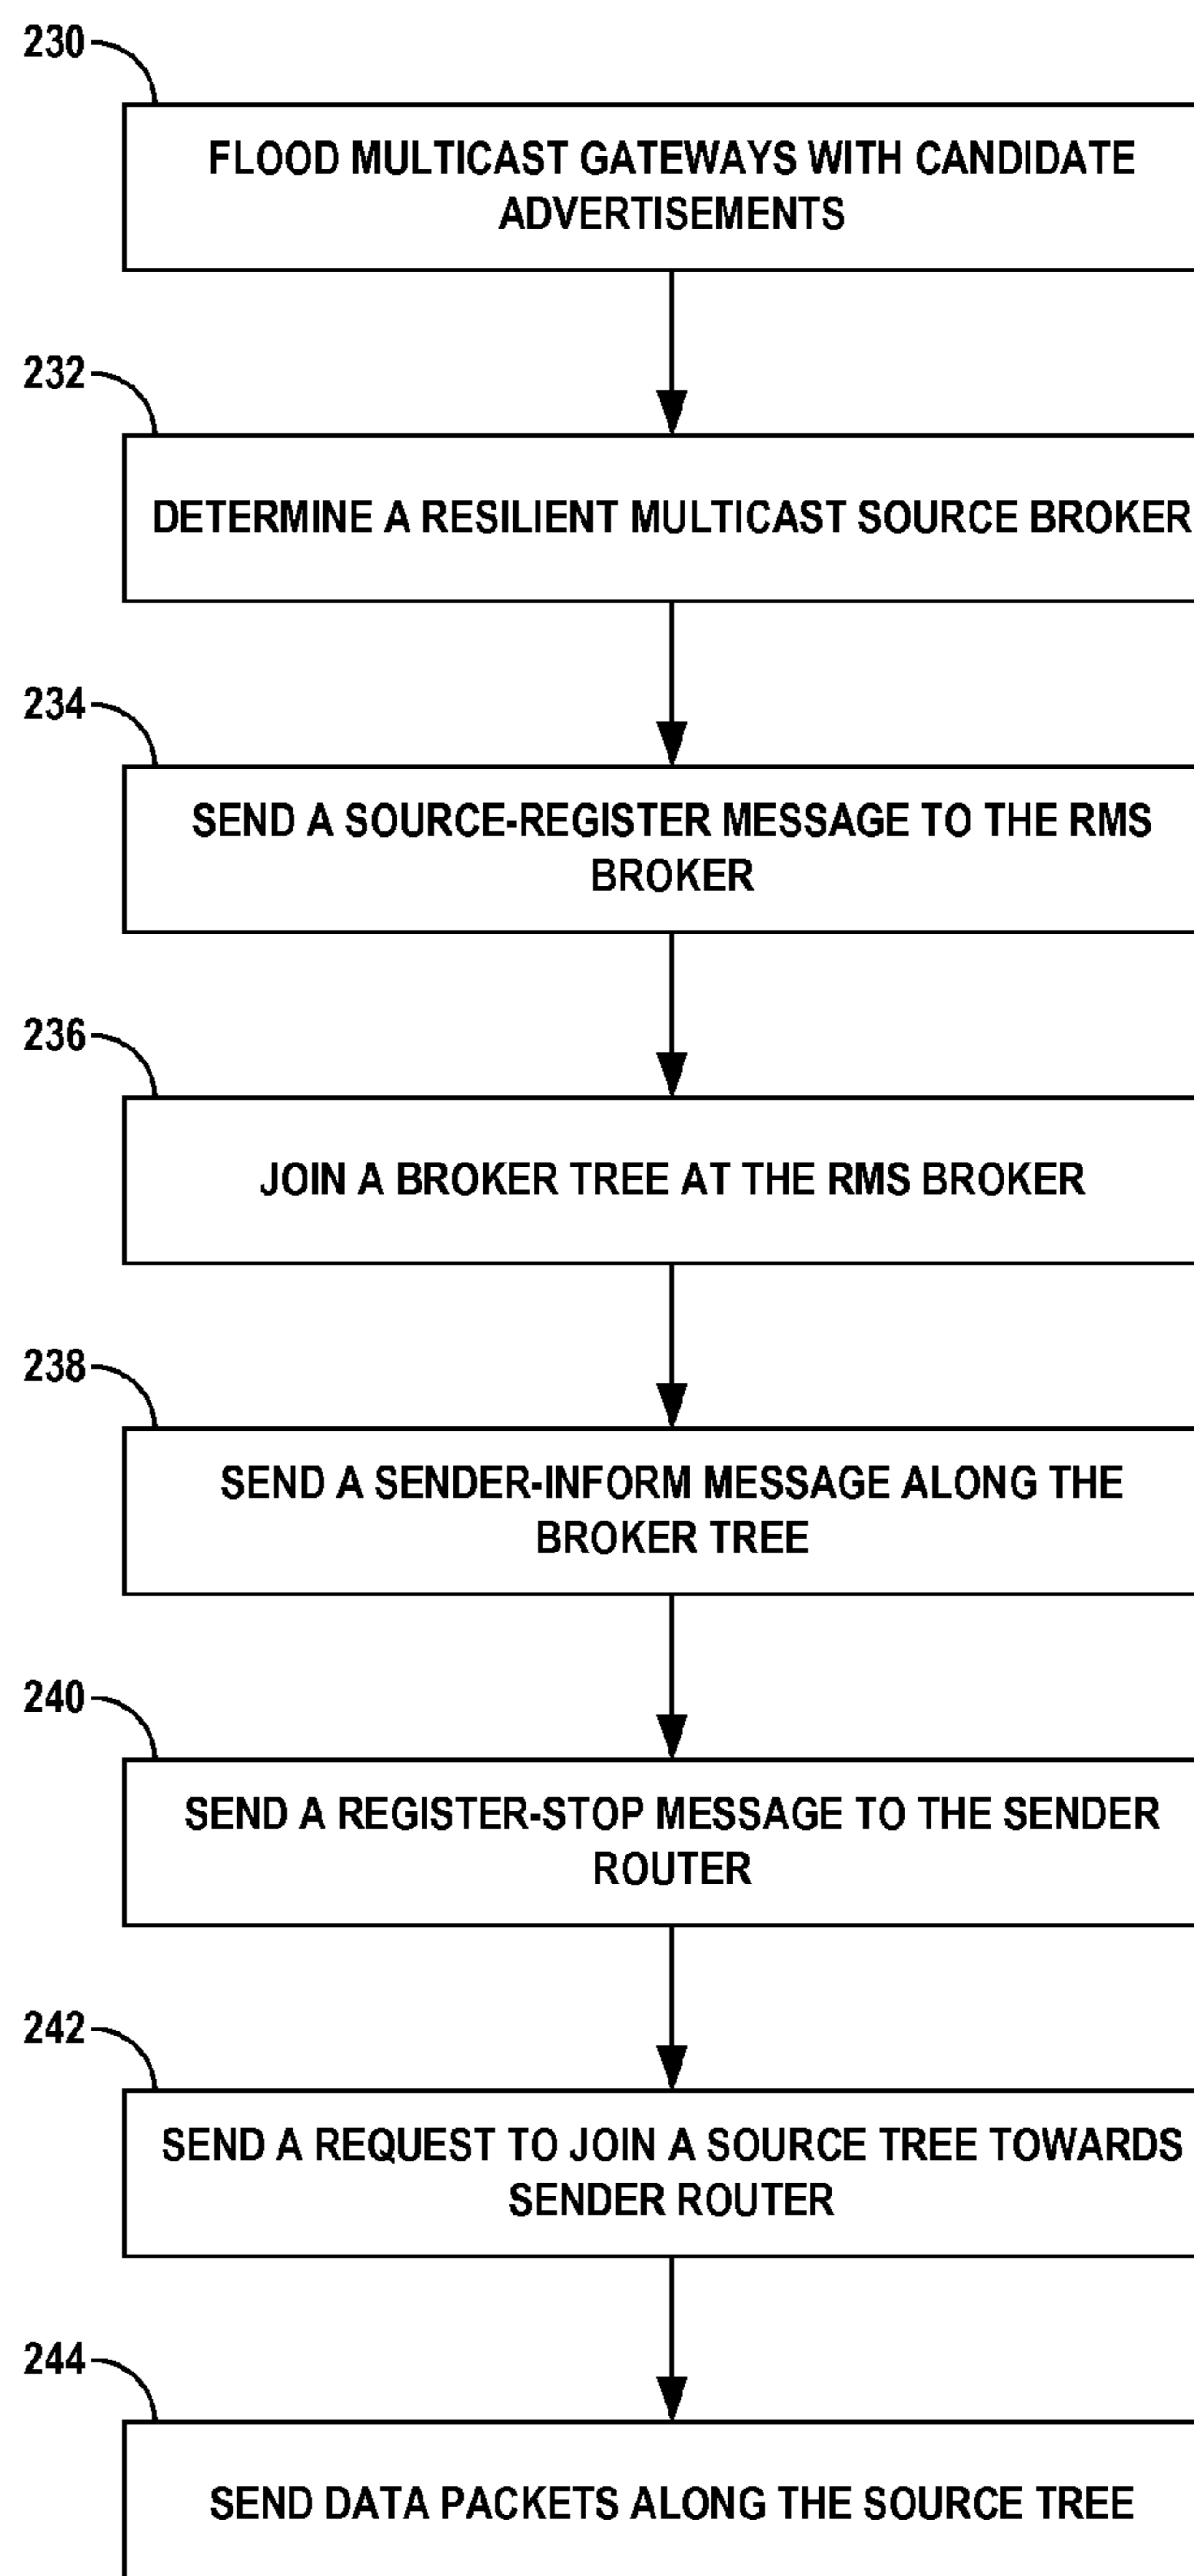 230
FLOOD MULTICAST GATEWAYS WITH CANDIDATE
ADVERTISEMENTS
232
DETERMINE A RESILIENT MULTICAST SOURCE BROKER
234
SEND A SOURCE-REGISTER MESSAGE TO THE RMS
BROKER
236
JOIN A BROKER TREE AT THE RMS BROKER
238
SEND A SENDER-INFORM MESSAGE ALONG THE
BROKER TREE
240
SEND A REGISTER-STOP MESSAGE TO THE SENDER
ROUTER
242
SEND A REQUEST TO JOIN A SOURCE TREE TOWARDS
SENDER ROUTER
244
SEND DATA PACKETS ALONG THE SOURCE TREE